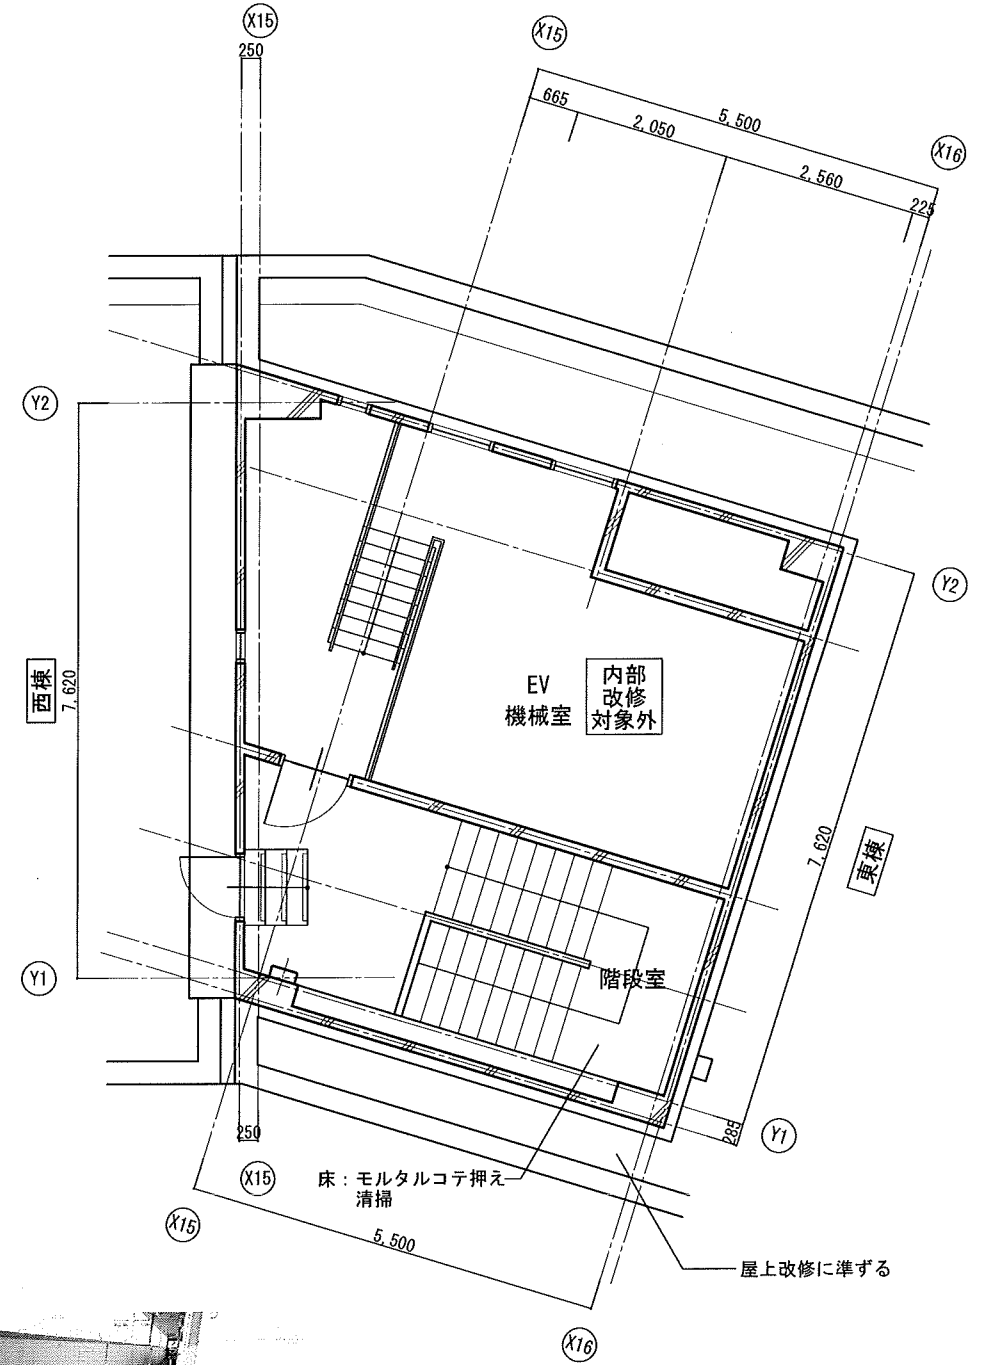 X15
250
X15
665
5,500
2,050
X16
2,560
225
Y2
Y2
西棟
7,620
EV
機械室
内部
改修
対象外
7,620
東棟
階段室
Y1
285
Y1
250
X15
床：モルタルコテ押え
清掃
X15
5,500
屋上改修に準ずる
X16